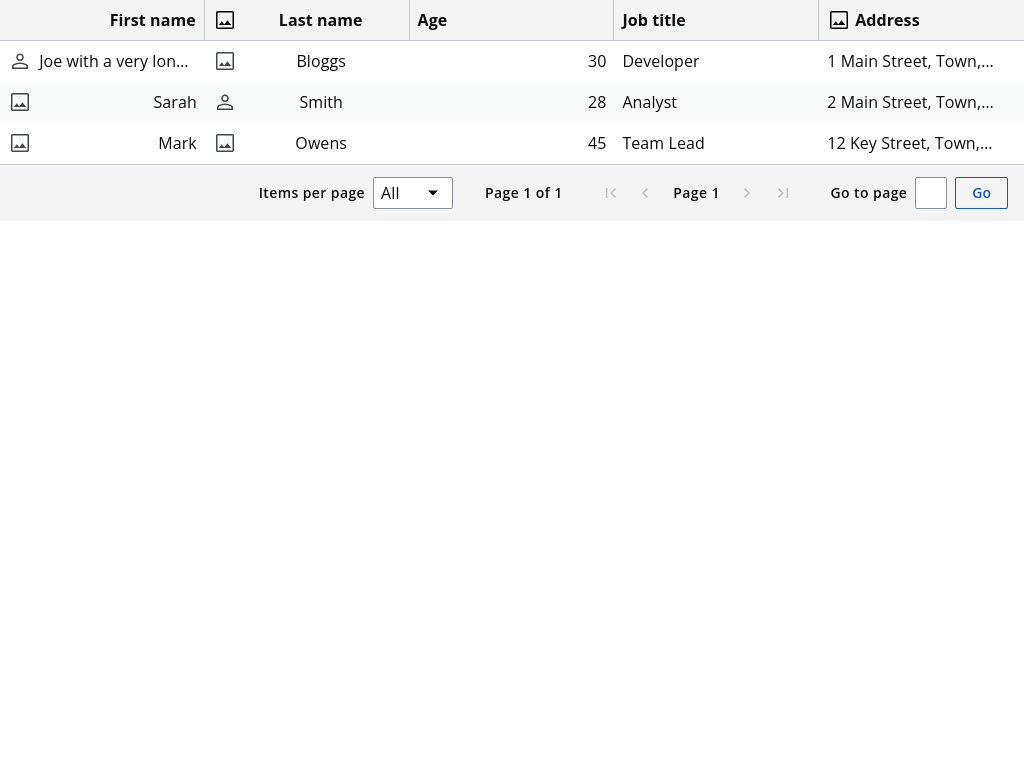 First name Last name Age Job title Address
Joe with a very lon... Bloggs 30 Developer 1 Main Street, Town,...
Sarah Smith 28 Analyst 2 Main Street, Town,...
Mark Owens 45 Team Lead 12 Key Street, Town,...
Items per page All Page 1 of 1 Page 1 Go to page Go